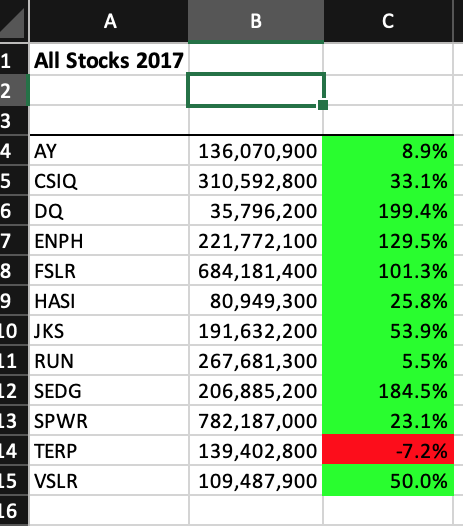 A B C
1 All Stocks 2017
2
3
4 AY 136,070,900 8.9%
5 CSIQ 310,592,800 33.1%
6 DQ 35,796,200 199.4%
7 ENPH 221,772,100 129.5%
8 FSLR 684,181,400 101.3%
9 HASI 80,949,300 25.8%
10 JKS 191,632,200 53.9%
11 RUN 267,681,300 5.5%
12 SEDG 206,885,200 184.5%
13 SPWR 782,187,000 23.1%
14 TERP 139,402,800 -7.2%
15 VSLR 109,487,900 50.0%
16